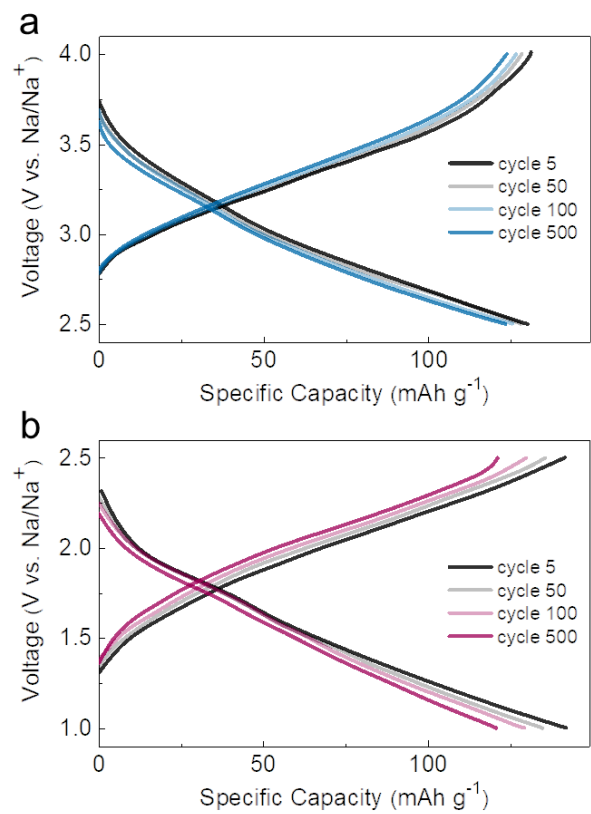 a
4.0
3.5
3.0
2.5
Voltage (V vs. Na/Na⁺)
cycle 5
cycle 50
cycle 100
cycle 500
0
50
100
Specific Capacity (mAh g⁻¹)
b
2.5
2.0
1.5
1.0
Voltage (V vs. Na/Na⁺)
cycle 5
cycle 50
cycle 100
cycle 500
0
50
100
Specific Capacity (mAh g⁻¹)